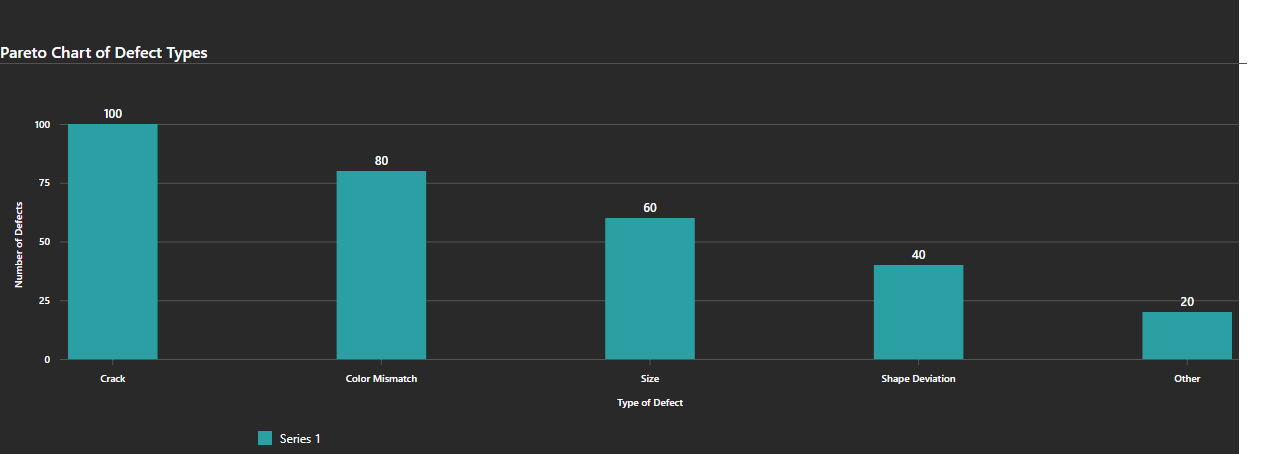 Pareto Chart of Defect Types
100
80
60
40
20
100
75
50
25
0
Number of Defects
Crack
Color Mismatch
Size
Shape Deviation
Other
Type of Defect
Series 1